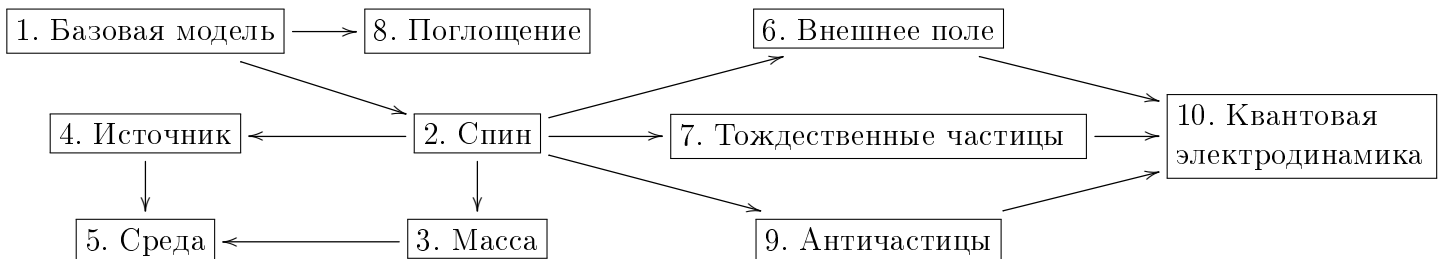 1. Базовая модель
8. Поглощение
6. Внешнее поле
4. Источник
2. Спин
7. Тождественные частицы
10. Квантовая
электродинамика
5. Среда
3. Масса
9. Античастицы